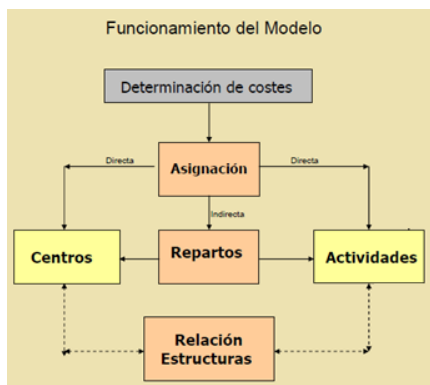 Funcionamiento del Modelo
Determinación de costes
Directa
Directa
Asignación
Indirecta
Centros
Repartos
Actividades
Relación
Estructuras